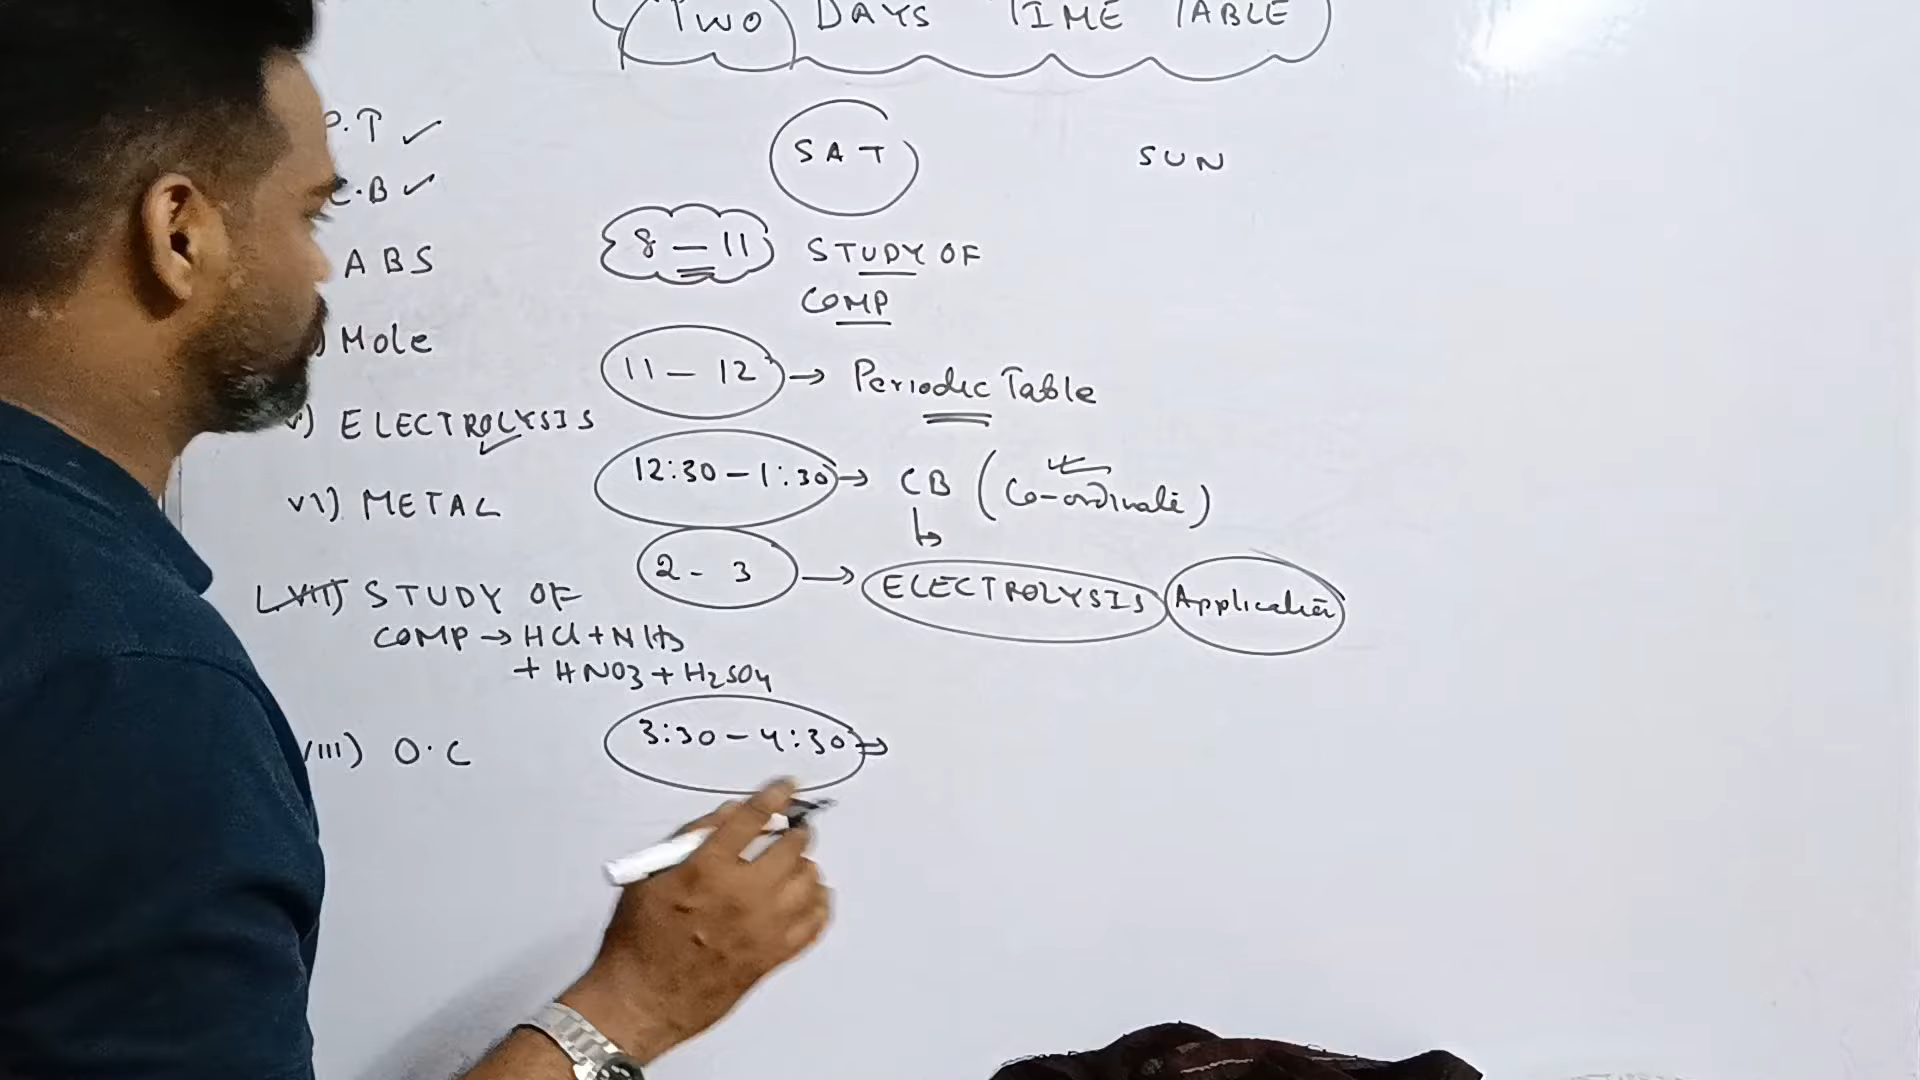 TWO DAYS TIME TABLE
SAT
SUN
P.T ✓
C.B ✓
ABS
) Mole
v) ELECTROLYSIS
vi) METAL
VII) STUDY OF
COMP → HCl + NH3
+ HNO3 + H2SO4
VIII) O.C
8 – 11 STUDY OF
COMP
11 – 12 → Periodic Table
12:30 – 1:30 → CB (Co-ordinate)
2 - 3 → ELECTROLYSIS Application
3:30 – 4:30 →